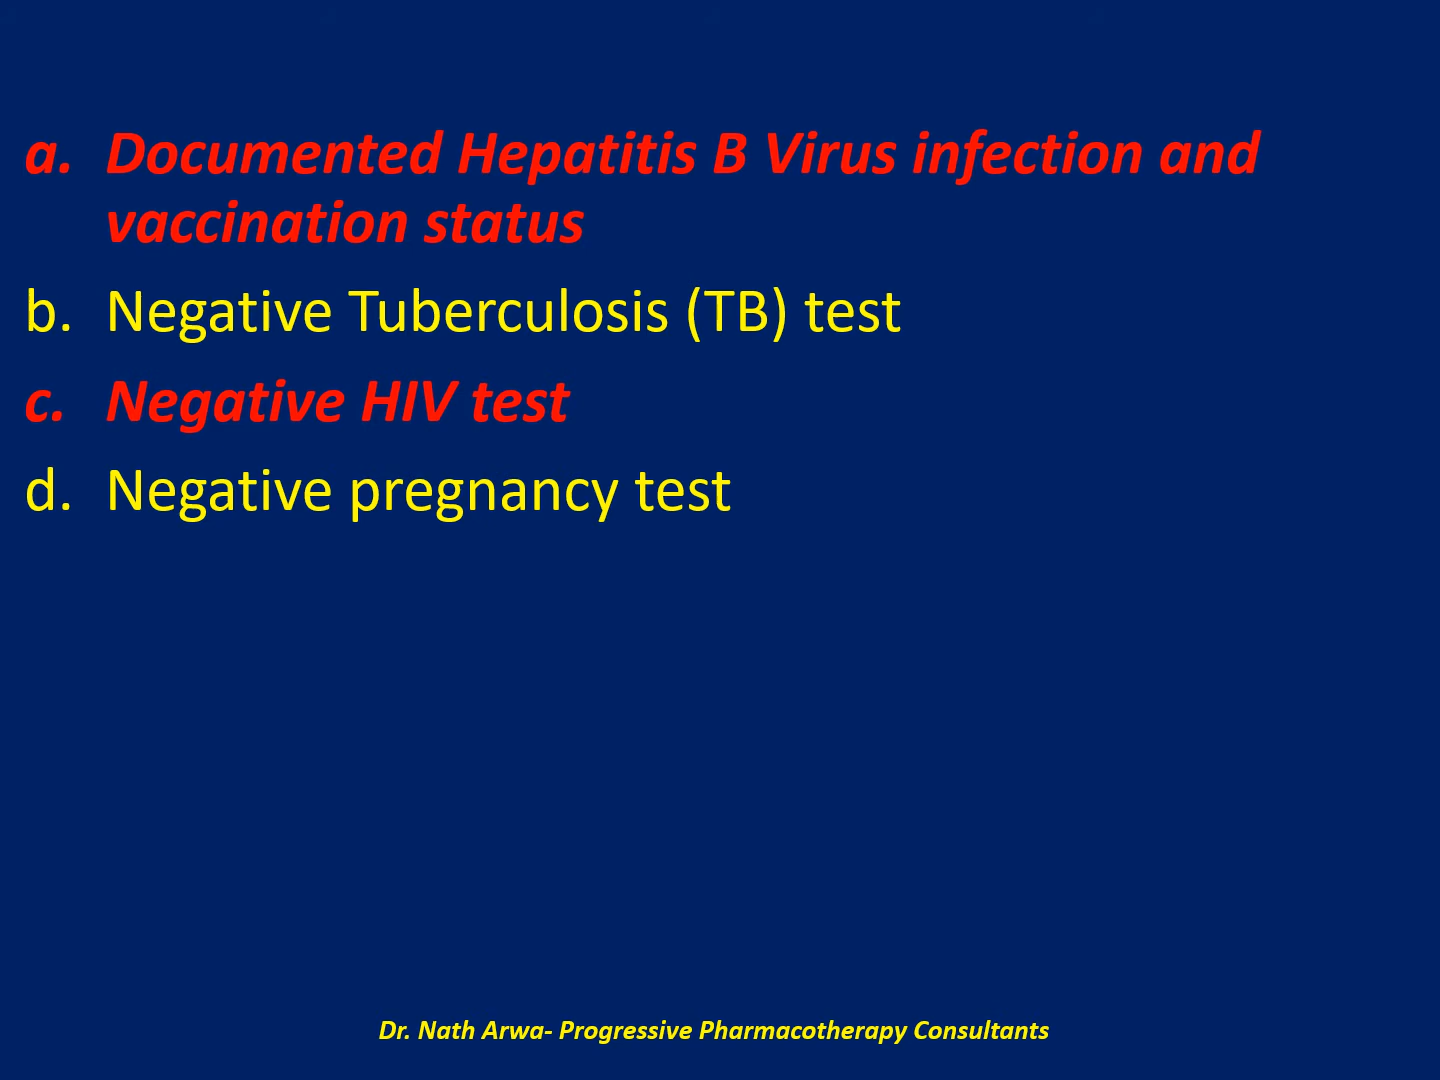 a. Documented Hepatitis B Virus infection and
vaccination status
b. Negative Tuberculosis (TB) test
c. Negative HIV test
d. Negative pregnancy test
Dr. Nath Arwa- Progressive Pharmacotherapy Consultants